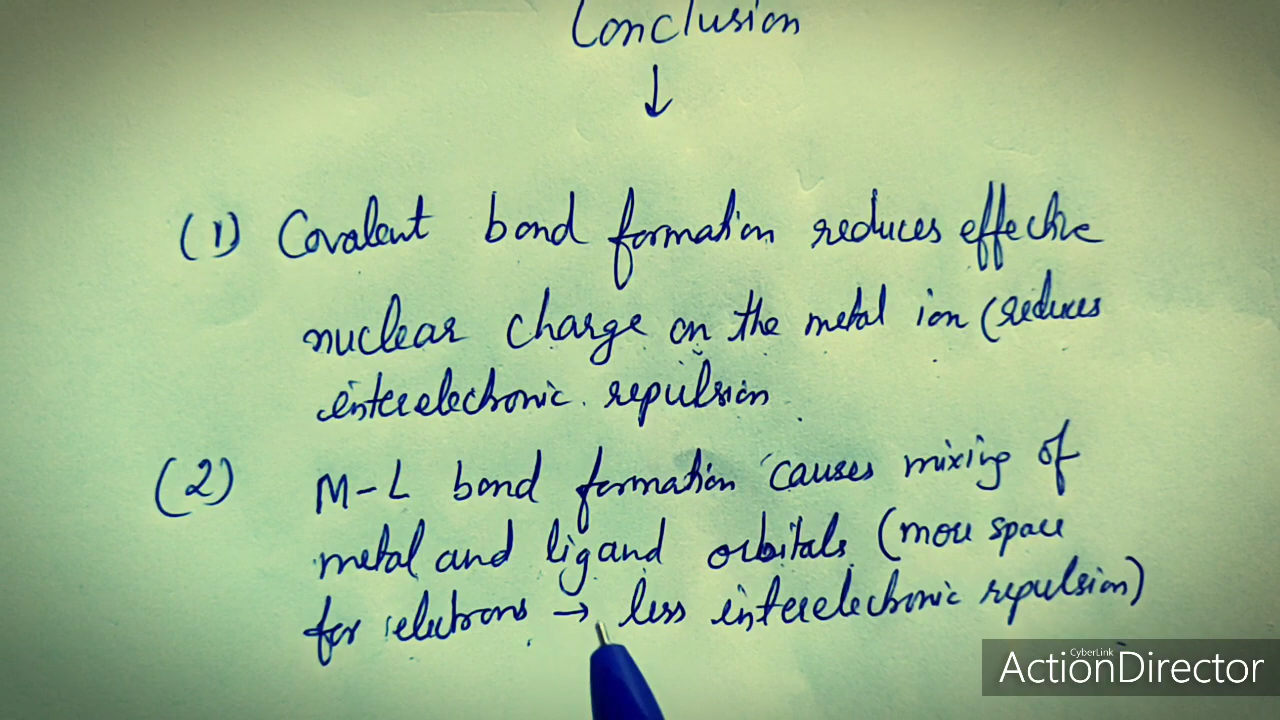 Conclusion
↓
(1) Covalent bond formation reduces effective
nuclear charge on the metal ion (reduces
interelectronic repulsion
(2) M-L bond formation causes mixing of
metal and ligand orbitals (more space
for electrons → less interelectronic repulsion)
CyberLink
ActionDirector